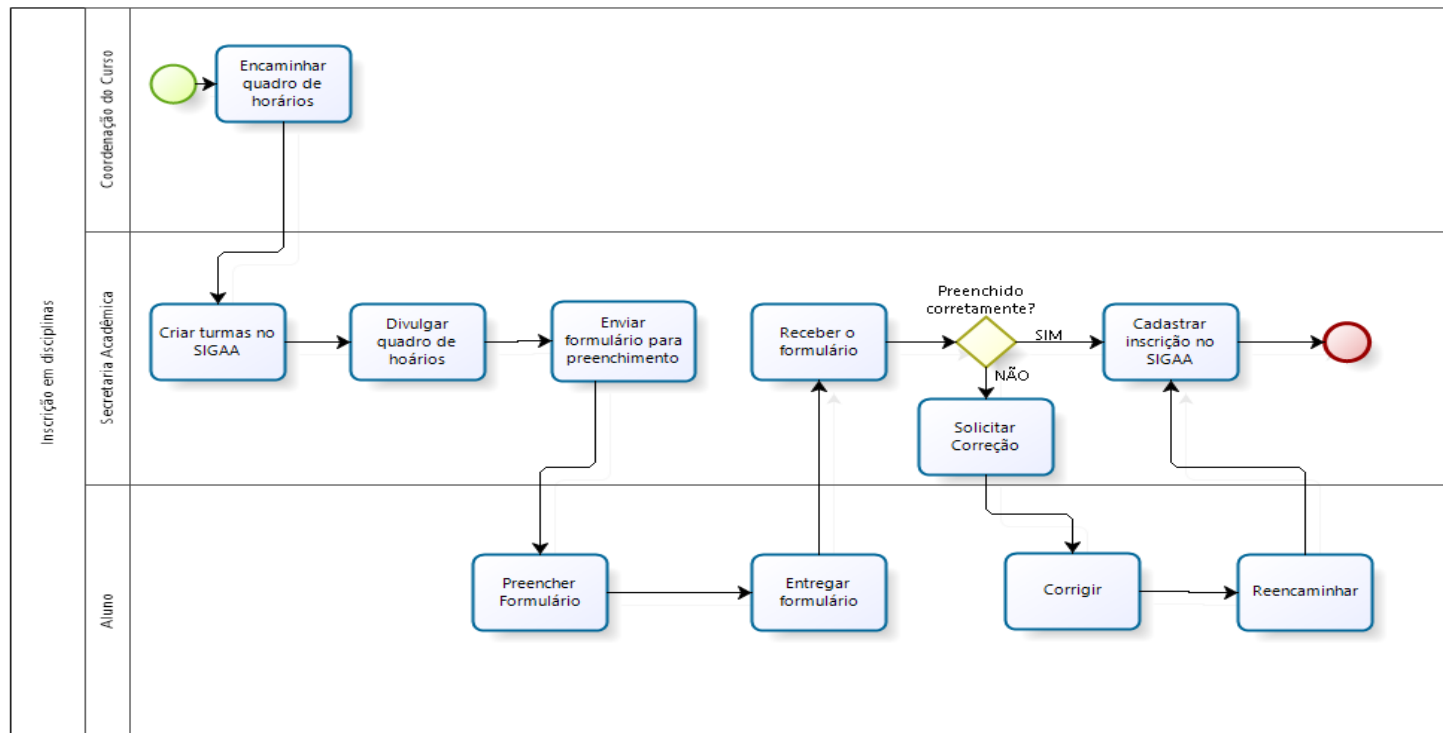 Inscrição em disciplinas
Coordenação do Curso
Encaminhar
quadro de
horários
Secretaria Acadêmica
Criar turmas no
SIGAA
Divulgar
quadro de
hoários
Enviar
formulário para
preenchimento
Receber o
formulário
Preenchido
corretamente?
SIM
NÃO
Cadastrar
inscrição no
SIGAA
Solicitar
Correção
Aluno
Preencher
Formulário
Entregar
formulário
Corrigir
Reencaminhar